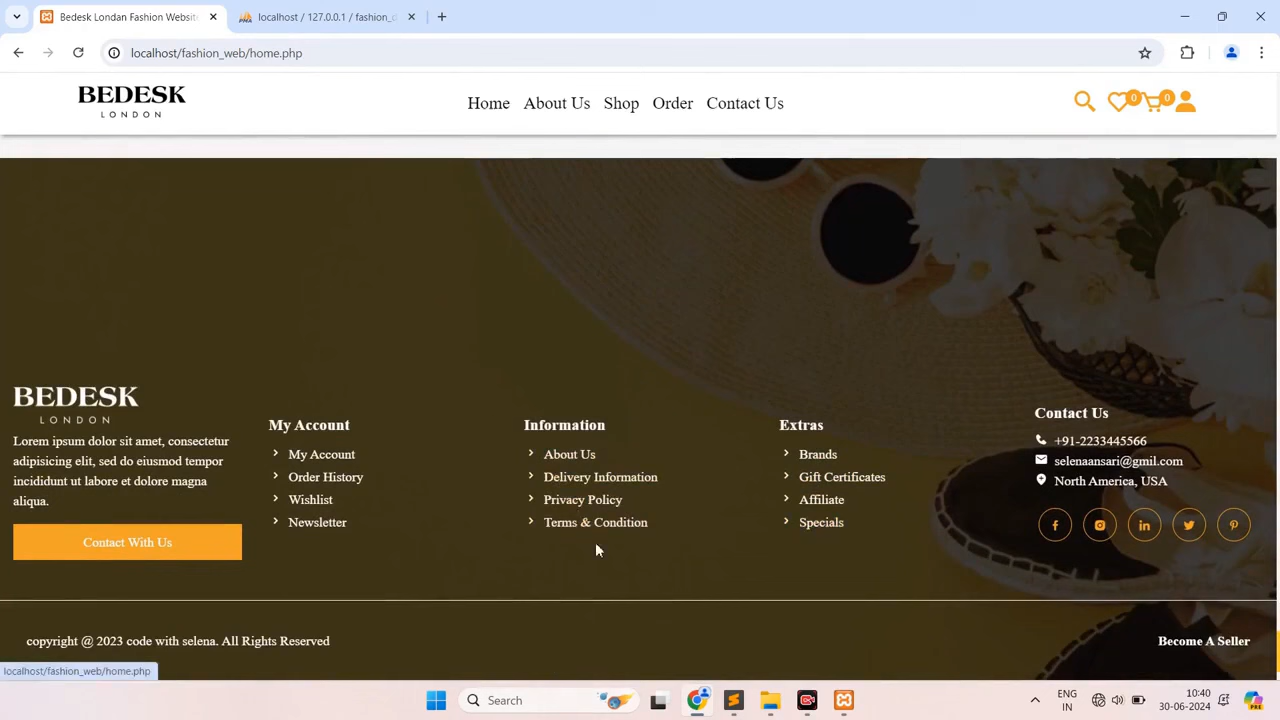 Bedesk Londan Fashion Websit
localhost / 127.0.0.1 / fashion_d
localhost/fashion_web/home.php
BEDESK
LONDON
Home About Us Shop Order Contact Us
0 0
BEDESK
LONDON
Lorem ipsum dolor sit amet, consectetur
adipisicing elit, sed do eiusmod tempor
incididunt ut labore et dolore magna
aliqua.
Contact With Us
My Account
My Account
Order History
Wishlist
Newsletter
Information
About Us
Delivery Information
Privacy Policy
Terms & Condition
Extras
Brands
Gift Certificates
Affiliate
Specials
Contact Us
+91-2233445566
selenaansari@gmil.com
North America, USA
copyright @ 2023 code with selena. All Rights Reserved
Become A Seller
localhost/fashion_web/home.php
Search
ENG
IN
10:40
30-06-2024
PRE